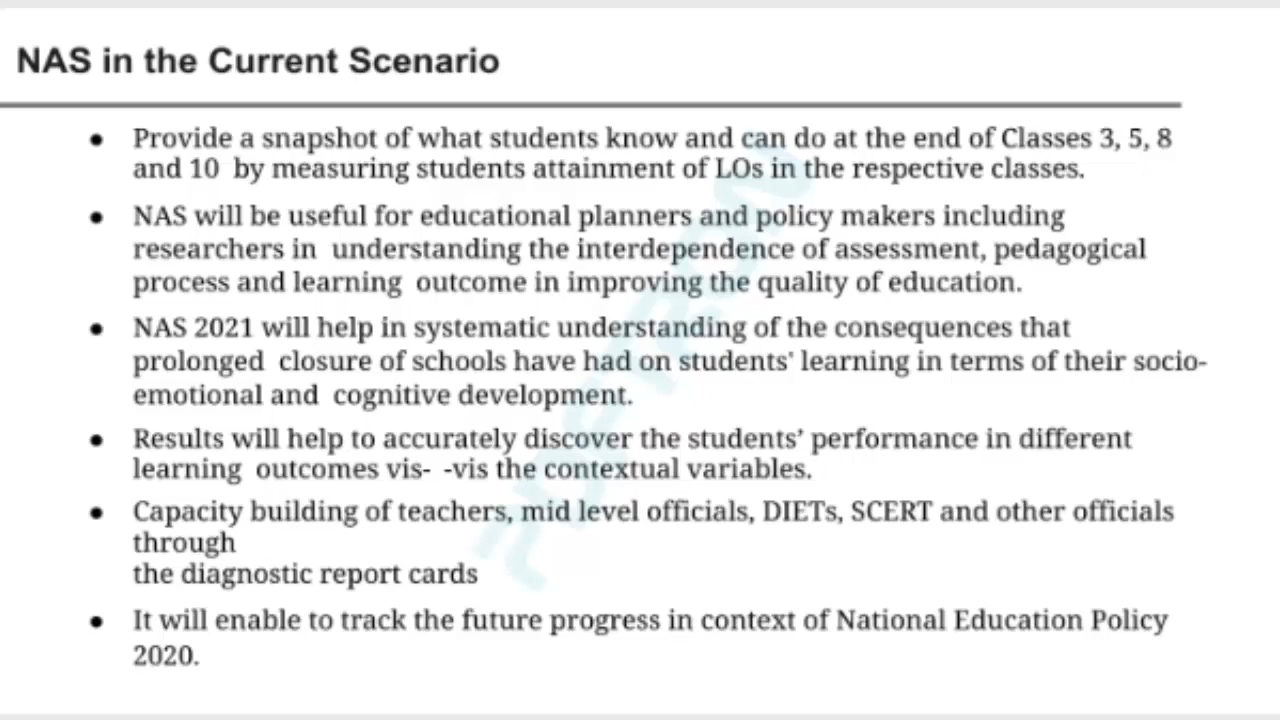 NAS in the Current Scenario
● Provide a snapshot of what students know and can do at the end of Classes 3, 5, 8
and 10 by measuring students attainment of LOs in the respective classes.
● NAS will be useful for educational planners and policy makers including
researchers in understanding the interdependence of assessment, pedagogical
process and learning outcome in improving the quality of education.
● NAS 2021 will help in systematic understanding of the consequences that
prolonged closure of schools have had on students' learning in terms of their socio-
emotional and cognitive development.
● Results will help to accurately discover the students’ performance in different
learning outcomes vis- -vis the contextual variables.
● Capacity building of teachers, mid level officials, DIETs, SCERT and other officials
through
the diagnostic report cards
● It will enable to track the future progress in context of National Education Policy
2020.